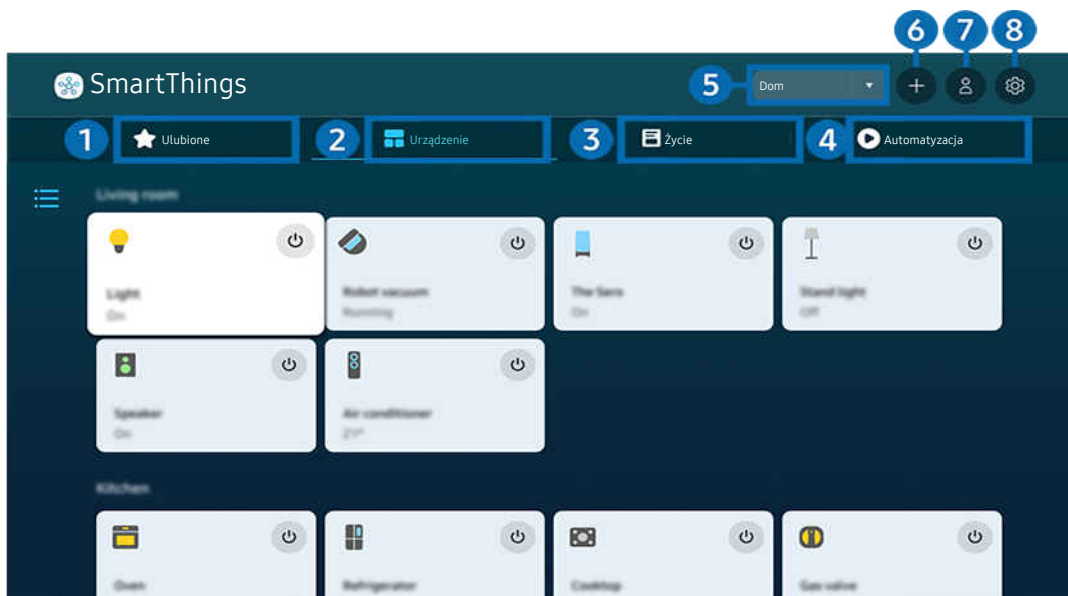 6 7 8
SmartThings
5 Dom
1 Ulubione 2 Urządzenie 3 Życie 4 Automatyzacja
Living room
Light Robot vacuum The Sero Stand light
On Running On Off
Speaker Air conditioner
On 21°
Kitchen
Oven Refrigerator Cooktop Gas valve